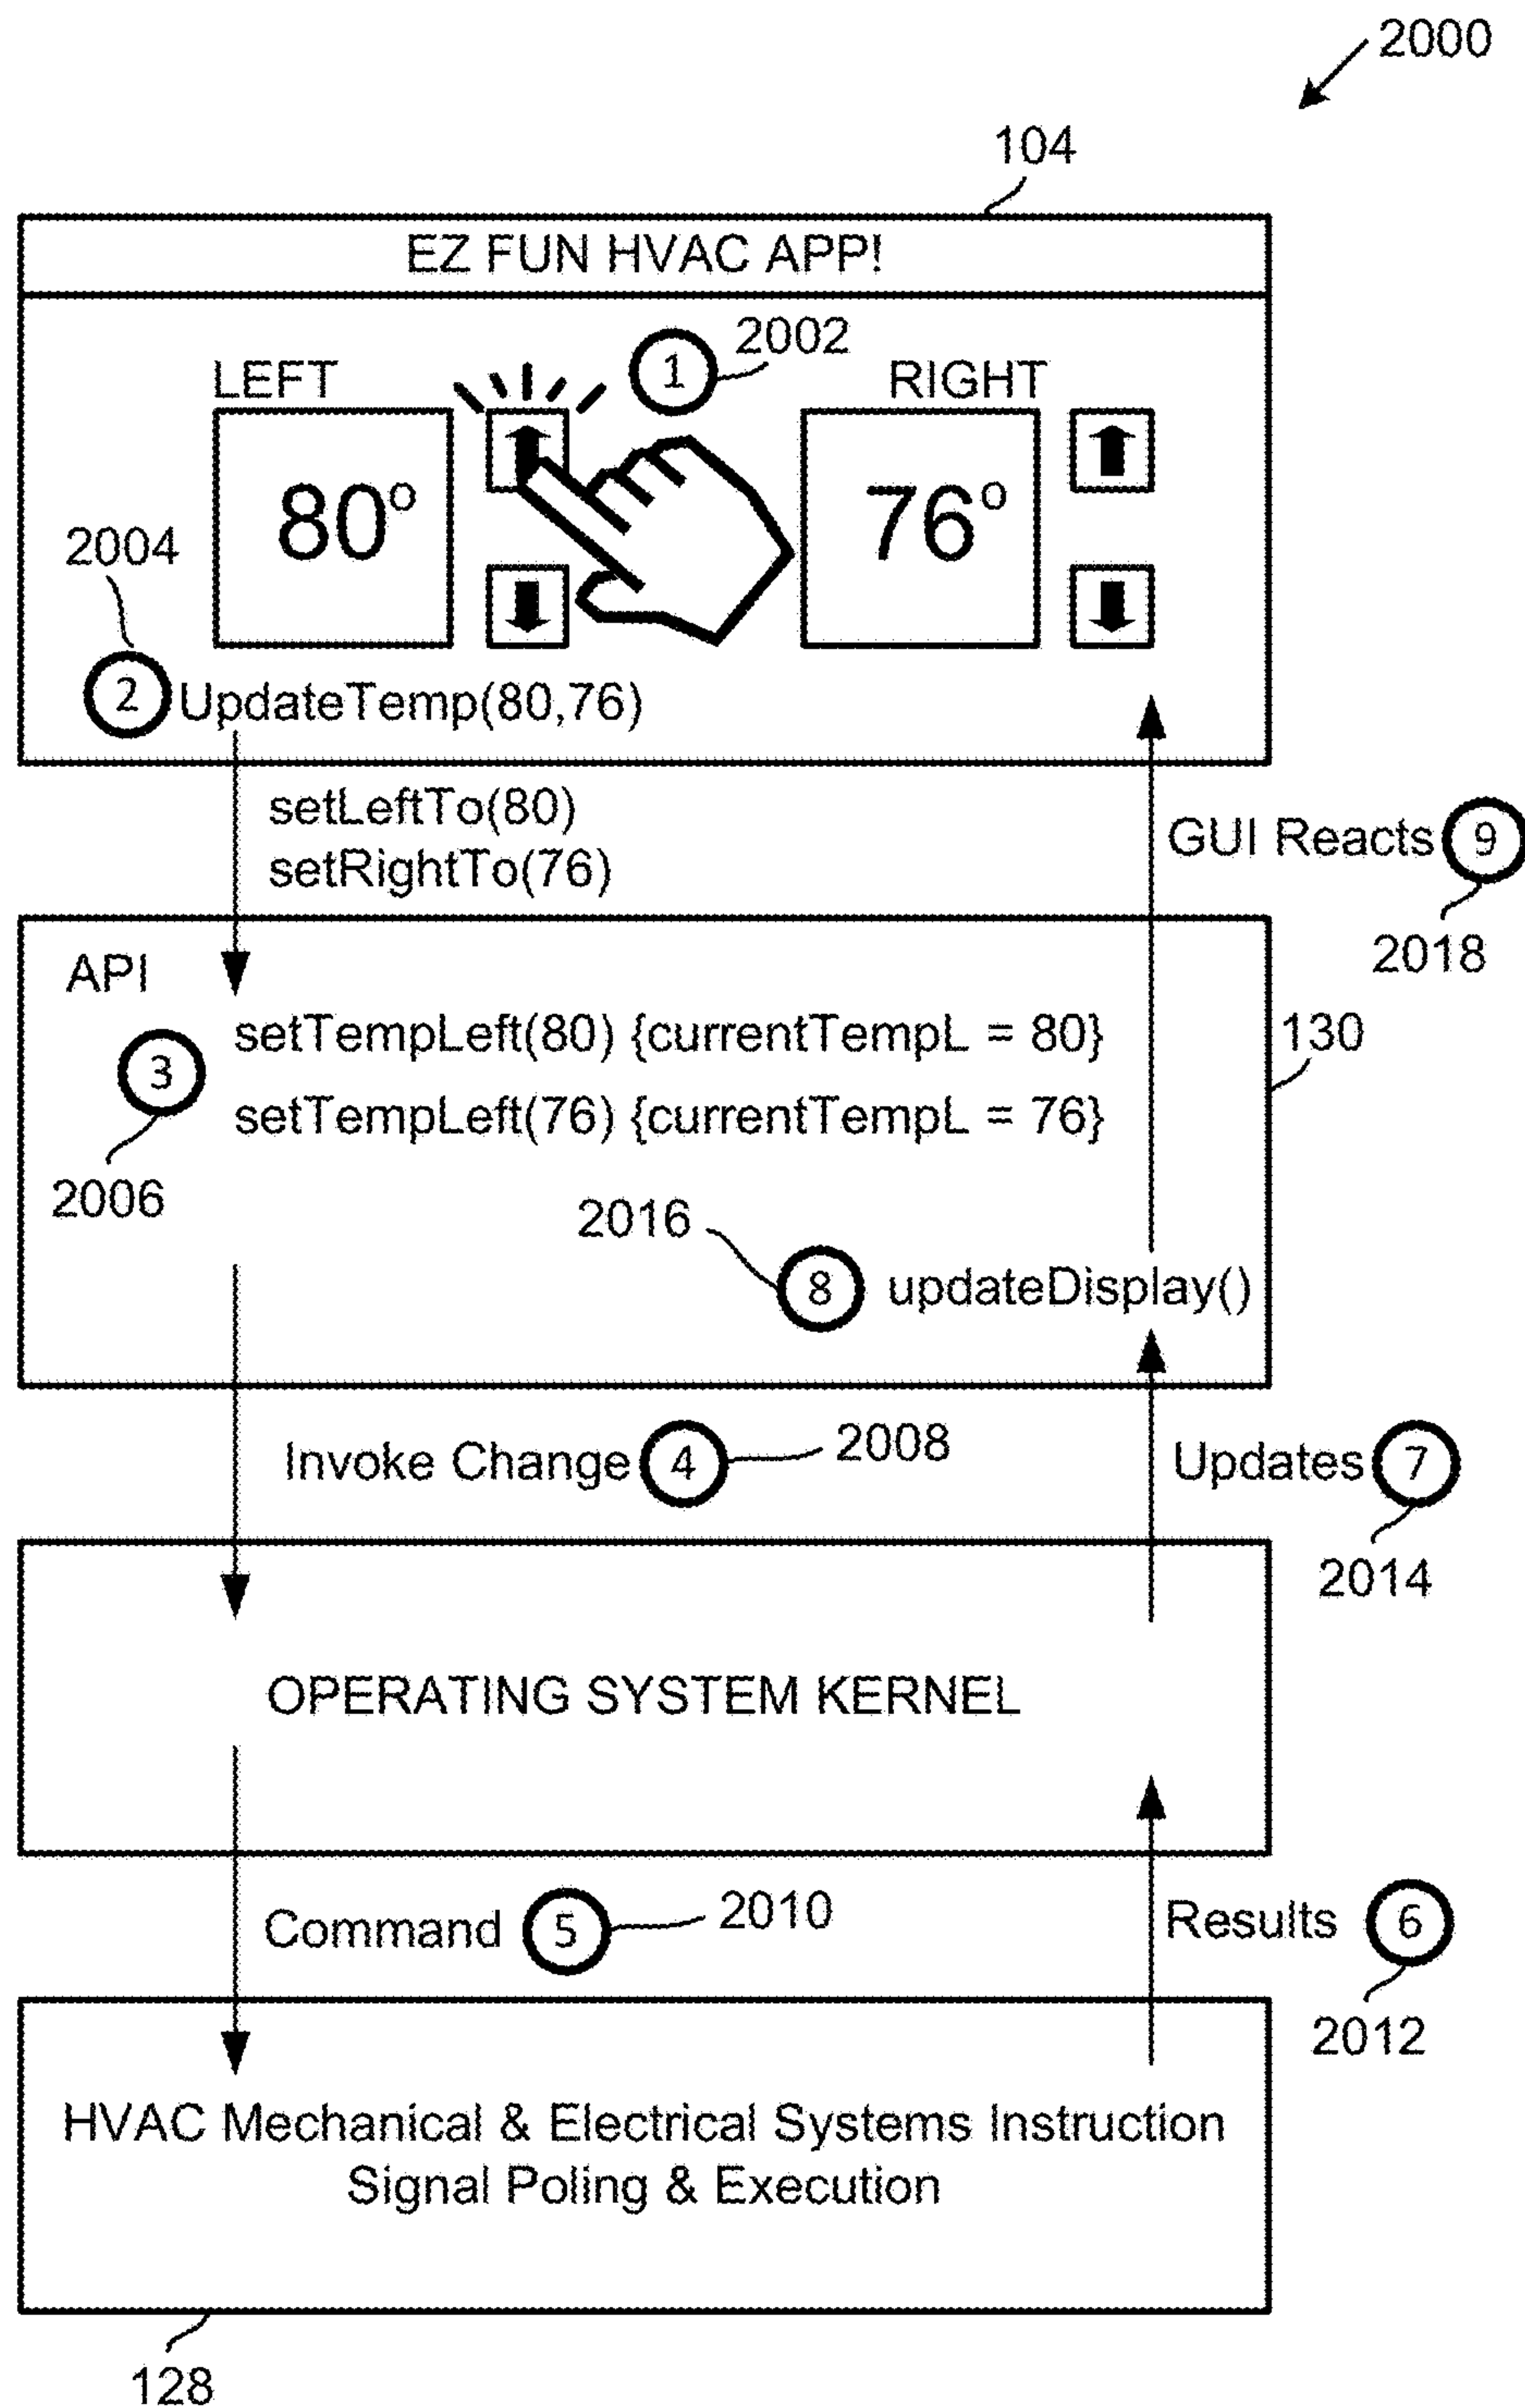 2000
104
EZ FUN HVAC APP!
1 2002
LEFT RIGHT
80° 76°
2004
2 UpdateTemp(80,76)
setLeftTo(80)
setRightTo(76)
GUI Reacts 9
2018
API
3 setTempLeft(80) {currentTempL = 80}
130
setTempLeft(76) {currentTempL = 76}
2006
2016
8 updateDisplay()
Invoke Change 4 2008
Updates 7
2014
OPERATING SYSTEM KERNEL
Command 5 2010
Results 6
2012
HVAC Mechanical & Electrical Systems Instruction
Signal Poling & Execution
128